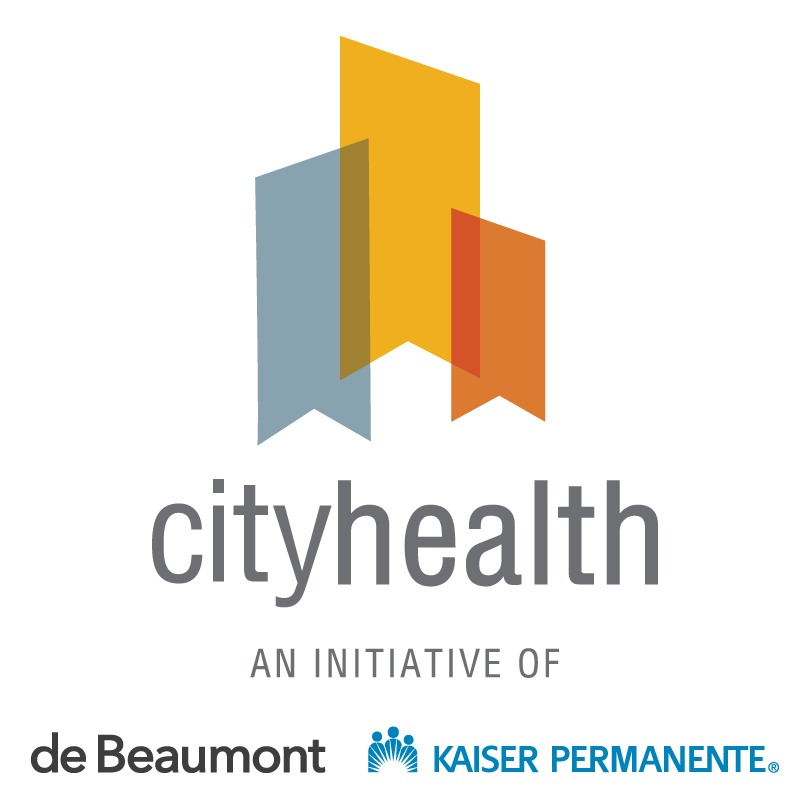 cityhealth
AN INITIATIVE OF
de Beaumont KAISER PERMANENTE®